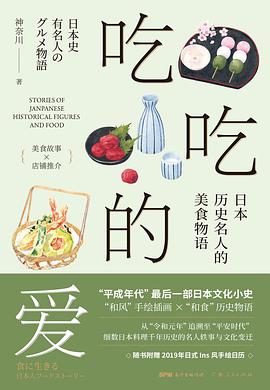 日本史
有名人の
グルメ物語
神奈川——著
STORIES OF
JANPANESE
HISTORICAL FIGURES
AND FOOD
美食故事
×
店铺推介
吃吃的爱
日本
历史名人的
美食物语
食に生きる
日本人フードストーリー
“平成年代”最后一部日本文化小史
“和风”手绘插画 × “和食”历史物语
从“令和元年”追溯至“平安时代”
细数日本料理千年历史的名人轶事与文化变迁
◇ 随书附赠 2019年日式 Ins 风手绘日历 ◇